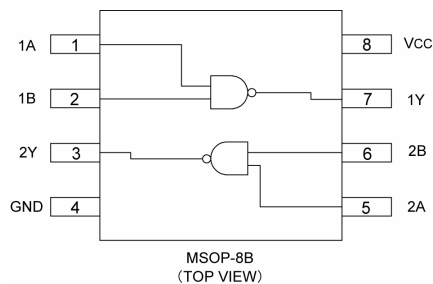 1A 1 8 VCC
1B 2 7 1Y
2Y 3 6 2B
GND 4 5 2A
MSOP-8B
(TOP VIEW)